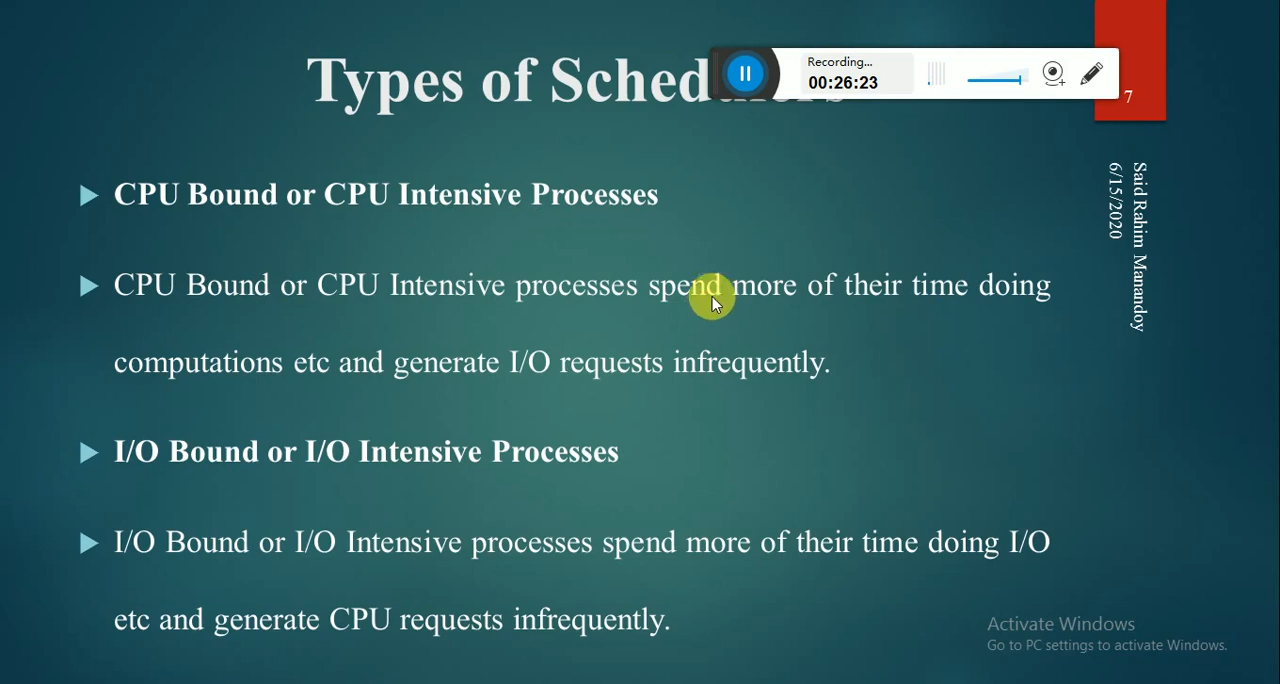 Types of Sched
Recording...
00:26:23
7
CPU Bound or CPU Intensive Processes
CPU Bound or CPU Intensive processes spend more of their time doing
computations etc and generate I/O requests infrequently.
I/O Bound or I/O Intensive Processes
I/O Bound or I/O Intensive processes spend more of their time doing I/O
etc and generate CPU requests infrequently.
Said Rahim Manandoy
6/15/2020
Activate Windows
Go to PC settings to activate Windows.